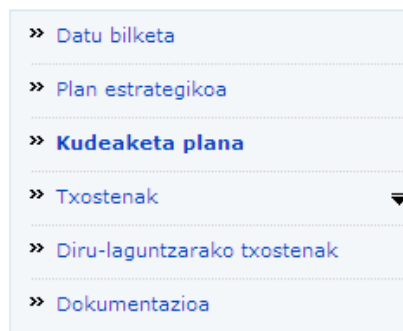 » Datu bilketa
» Plan estrategikoa
» Kudeaketa plana
» Txostenak
» Diru-laguntzarako txostenak
» Dokumentazioa